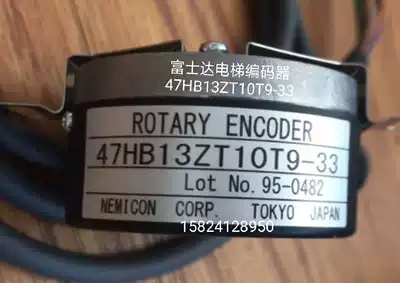 富士达电梯编码器
47HB13ZT10T9-33
ROTARY ENCODER
47HB13ZT10T9-33
Lot No. 95-0482
NEMICON CORP. TOKYO JAPAN
15824128950